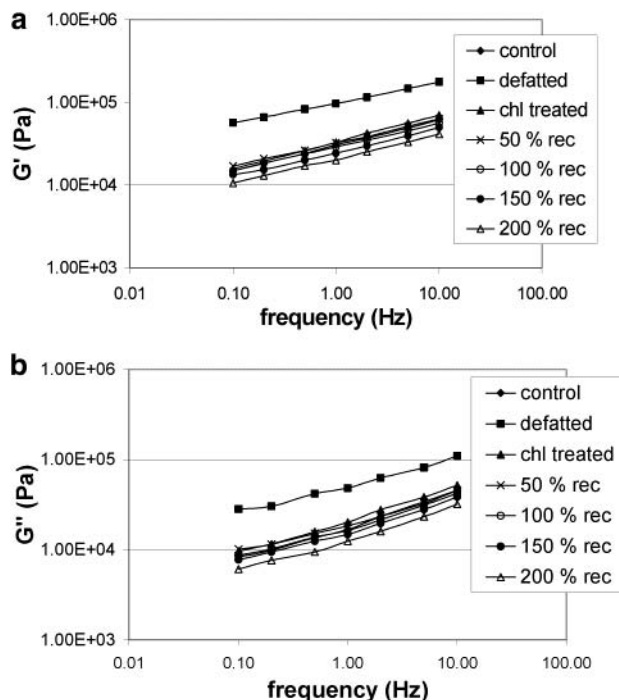 a
1.00E+06
1.00E+05
1.00E+04
1.00E+03
G' (Pa)
0.01 0.10 1.00 10.00 100.00
frequency (Hz)
control
defatted
chl treated
50 % rec
100 % rec
150 % rec
200 % rec
b
1.00E+06
1.00E+05
1.00E+04
1.00E+03
G'' (Pa)
0.01 0.10 1.00 10.00 100.00
frequency (Hz)
control
defatted
chl treated
50 % rec
100 % rec
150 % rec
200 % rec